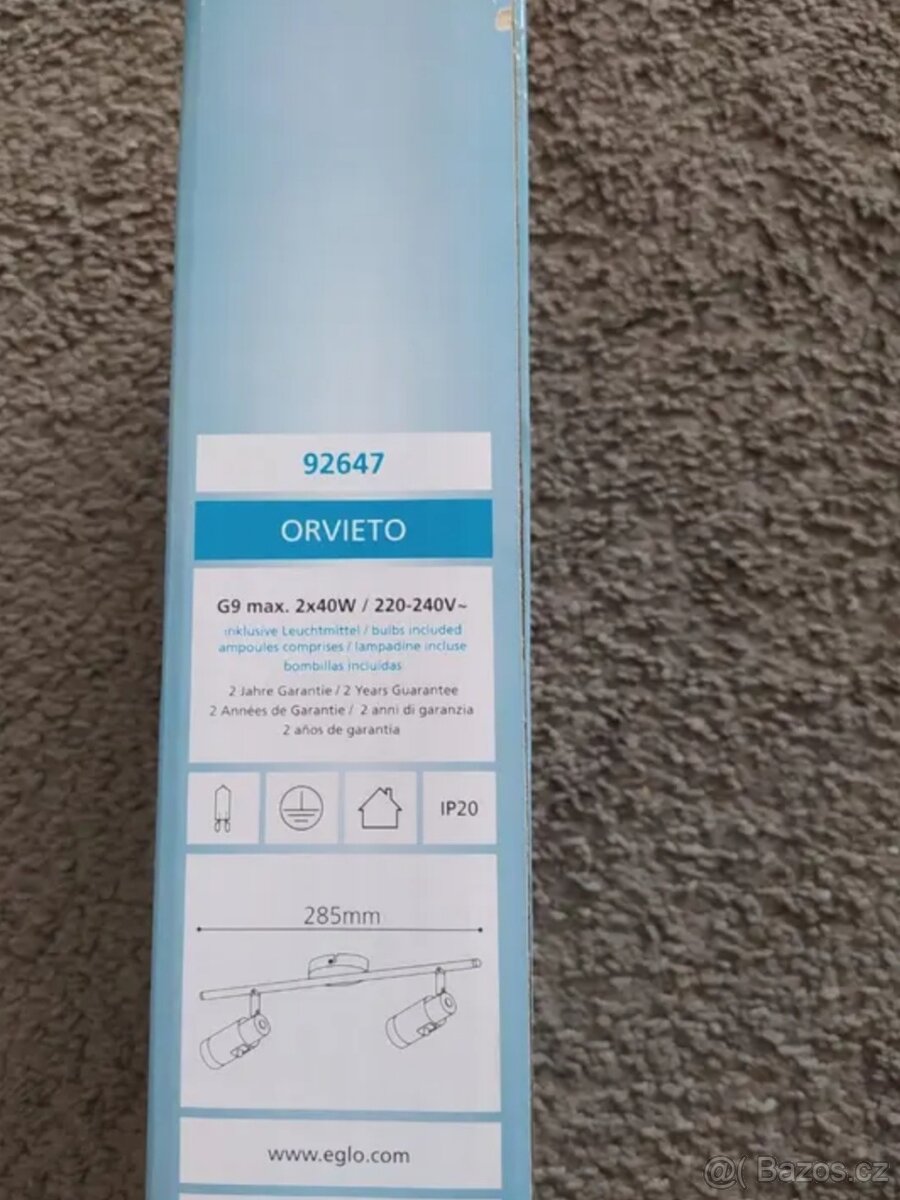 92647
ORVIETO
G9 max. 2x40W / 220-240V~
inklusive Leuchtmittel / bulbs included
ampoules comprises / lampadine incluse
bombillas incluídas
2 Jahre Garantie / 2 Years Guarantee
2 Années de Garantie / 2 anni di garanzia
2 años de garantia
IP20
285mm
www.eglo.com
@( Bazos.cz